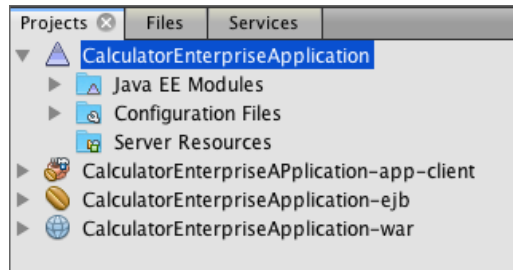 Projects Files Services
CalculatorEnterpriseApplication
Java EE Modules
Configuration Files
Server Resources
CalculatorEnterpriseAPplication-app-client
CalculatorEnterpriseApplication-ejb
CalculatorEnterpriseApplication-war